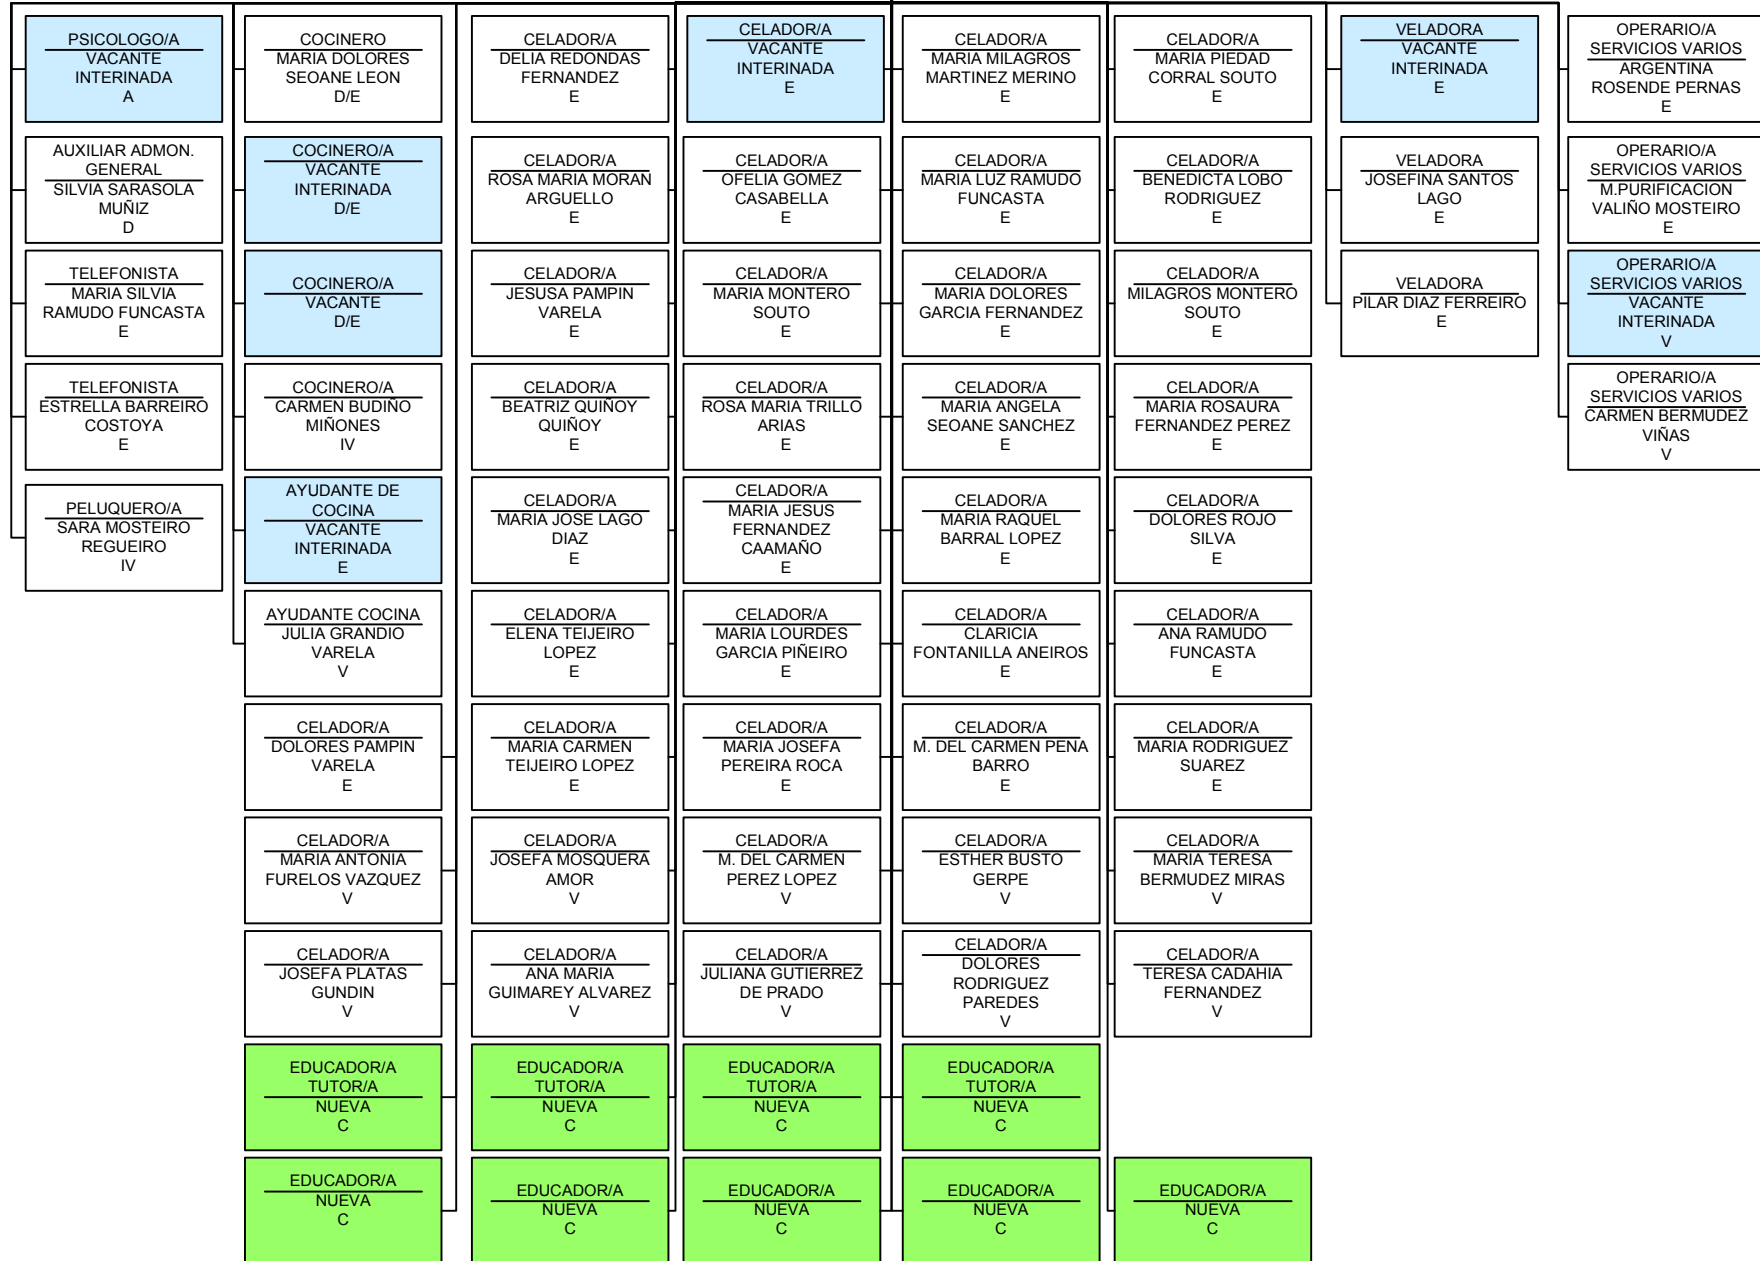 PSICOLOGO/A
VACANTE
INTERINADA
A
COCINERO
MARIA DOLORES
SEOANE LEON
D/E
CELADOR/A
DELIA REDONDAS
FERNANDEZ
E
CELADOR/A
VACANTE
INTERINADA
E
CELADOR/A
MARIA MILAGROS
MARTINEZ MERINO
E
CELADOR/A
MARIA PIEDAD
CORRAL SOUTO
E
VELADORA
VACANTE
INTERINADA
E
OPERARIO/A
SERVICIOS VARIOS
ARGENTINA
ROSENDE PERNAS
E
AUXILIAR ADMON.
GENERAL
SILVIA SARASOLA
MUÑIZ
D
COCINERO/A
VACANTE
INTERINADA
D/E
CELADOR/A
ROSA MARIA MORAN
ARGUELLO
E
CELADOR/A
OFELIA GOMEZ
CASABELLA
E
CELADOR/A
MARIA LUZ RAMUDO
FUNCASTA
E
CELADOR/A
BENEDICTA LOBO
RODRIGUEZ
E
VELADORA
JOSEFINA SANTOS
LAGO
E
OPERARIO/A
SERVICIOS VARIOS
M.PURIFICACION
VALIÑO MOSTEIRO
E
TELEFONISTA
MARIA SILVIA
RAMUDO FUNCASTA
E
COCINERO/A
VACANTE
D/E
CELADOR/A
JESUSA PAMPIN
VARELA
E
CELADOR/A
MARIA MONTERO
SOUTO
E
CELADOR/A
MARIA DOLORES
GARCIA FERNANDEZ
E
CELADOR/A
MILAGROS MONTERO
SOUTO
E
VELADORA
PILAR DIAZ FERREIRO
E
OPERARIO/A
SERVICIOS VARIOS
VACANTE
INTERINADA
V
TELEFONISTA
ESTRELLA BARREIRO
COSTOYA
E
COCINERO/A
CARMEN BUDIÑO
MIÑONES
IV
CELADOR/A
BEATRIZ QUIÑOY
QUIÑOY
E
CELADOR/A
ROSA MARIA TRILLO
ARIAS
E
CELADOR/A
MARIA ANGELA
SEOANE SANCHEZ
E
CELADOR/A
MARIA ROSAURA
FERNANDEZ PEREZ
E
OPERARIO/A
SERVICIOS VARIOS
CARMEN BERMUDEZ
VIÑAS
V
PELUQUERO/A
SARA MOSTEIRO
REGUEIRO
IV
AYUDANTE DE
COCINA
VACANTE
INTERINADA
E
CELADOR/A
MARIA JOSE LAGO
DIAZ
E
CELADOR/A
MARIA JESUS
FERNANDEZ
CAAMAÑO
E
CELADOR/A
MARIA RAQUEL
BARRAL LOPEZ
E
CELADOR/A
DOLORES ROJO
SILVA
E
AYUDANTE COCINA
JULIA GRANDIO
VARELA
V
CELADOR/A
ELENA TEIJEIRO
LOPEZ
E
CELADOR/A
MARIA LOURDES
GARCIA PIÑEIRO
E
CELADOR/A
CLARICIA
FONTANILLA ANEIROS
E
CELADOR/A
ANA RAMUDO
FUNCASTA
E
CELADOR/A
DOLORES PAMPIN
VARELA
E
CELADOR/A
MARIA CARMEN
TEIJEIRO LOPEZ
E
CELADOR/A
MARIA JOSEFA
PEREIRA ROCA
E
CELADOR/A
M. DEL CARMEN PENA
BARRO
E
CELADOR/A
MARIA RODRIGUEZ
SUAREZ
E
CELADOR/A
MARIA ANTONIA
FURELOS VAZQUEZ
V
CELADOR/A
JOSEFA MOSQUERA
AMOR
V
CELADOR/A
M. DEL CARMEN
PEREZ LOPEZ
V
CELADOR/A
ESTHER BUSTO
GERPE
V
CELADOR/A
MARIA TERESA
BERMUDEZ MIRAS
V
CELADOR/A
JOSEFA PLATAS
GUNDIN
V
CELADOR/A
ANA MARIA
GUIMAREY ALVAREZ
V
CELADOR/A
JULIANA GUTIERREZ
DE PRADO
V
CELADOR/A
DOLORES
RODRIGUEZ
PAREDES
V
CELADOR/A
TERESA CADAHIA
FERNANDEZ
V
EDUCADOR/A
TUTOR/A
NUEVA
C
EDUCADOR/A
TUTOR/A
NUEVA
C
EDUCADOR/A
TUTOR/A
NUEVA
C
EDUCADOR/A
TUTOR/A
NUEVA
C
EDUCADOR/A
NUEVA
C
EDUCADOR/A
NUEVA
C
EDUCADOR/A
NUEVA
C
EDUCADOR/A
NUEVA
C
EDUCADOR/A
NUEVA
C